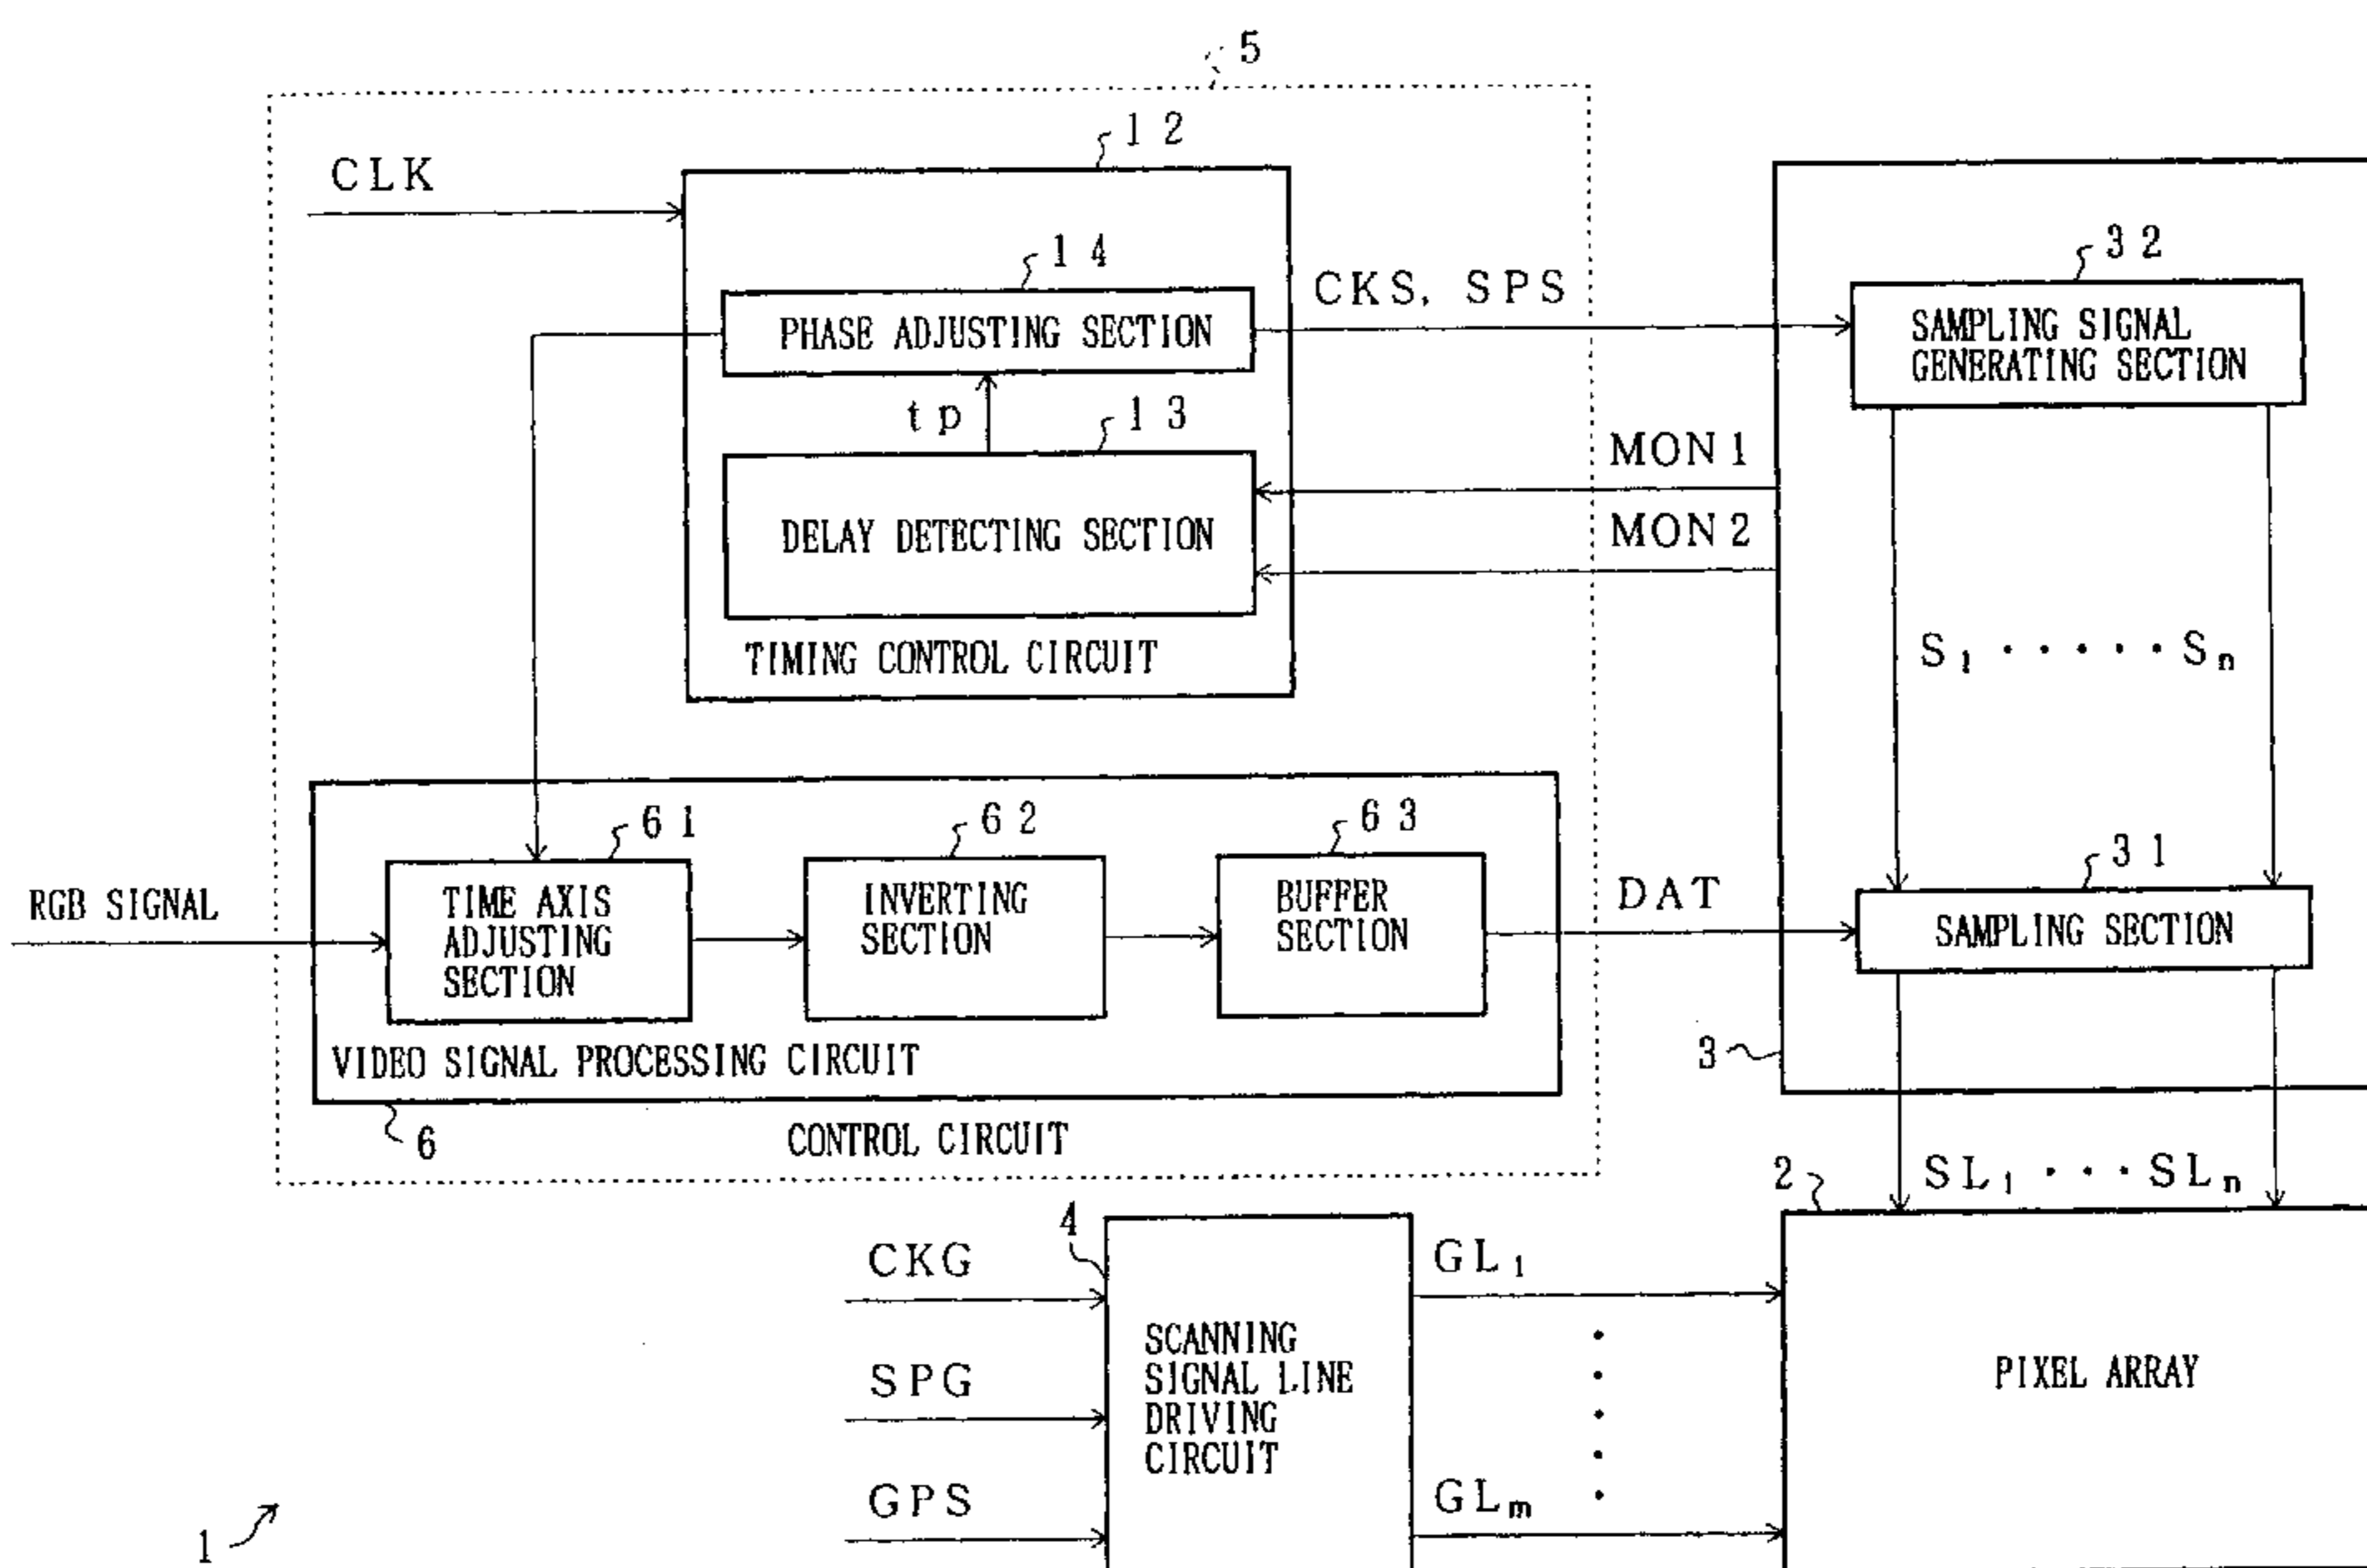 5
12
CLK
14
32
CKS, SPS
PHASE ADJUSTING SECTION
SAMPLING SIGNAL
GENERATING SECTION
tp
13
MON1
DELAY DETECTING SECTION
MON2
TIMING CONTROL CIRCUIT
S1 ····· Sn
61
62
63
31
RGB SIGNAL
TIME AXIS
ADJUSTING
SECTION
INVERTING
SECTION
BUFFER
SECTION
DAT
SAMPLING SECTION
VIDEO SIGNAL PROCESSING CIRCUIT
3
6
CONTROL CIRCUIT
2
SL1 ··· SLn
4
CKG
GL1
SCANNING
SIGNAL LINE
DRIVING
CIRCUIT
SPG
PIXEL ARRAY
GPS
GLm
1